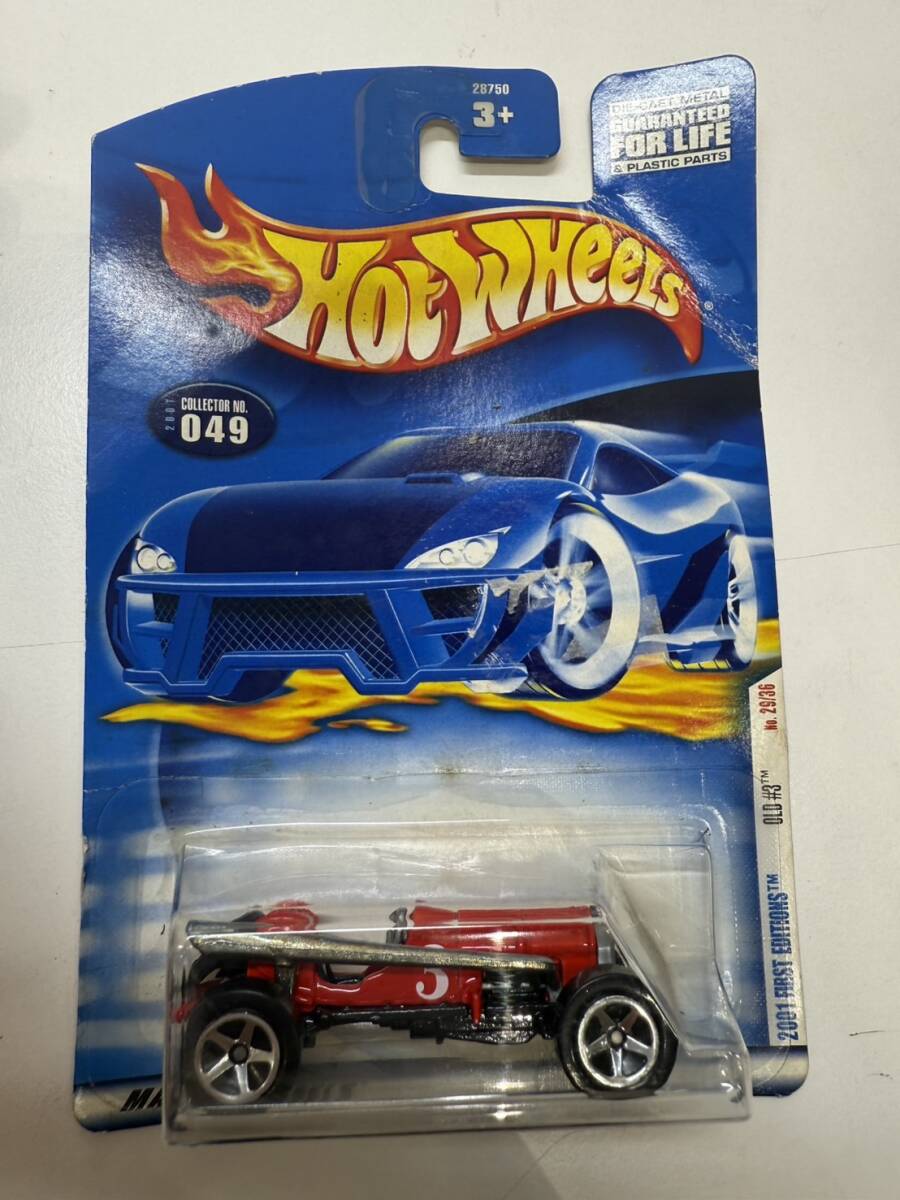 28750
3+
DIE-CAST METAL
GUARANTEED
FOR LIFE
& PLASTIC PARTS
HOT WHEELS®
2001
COLLECTOR NO.
049
No. 29/36
OLD #3™
2001 FIRST EDITIONS™
3